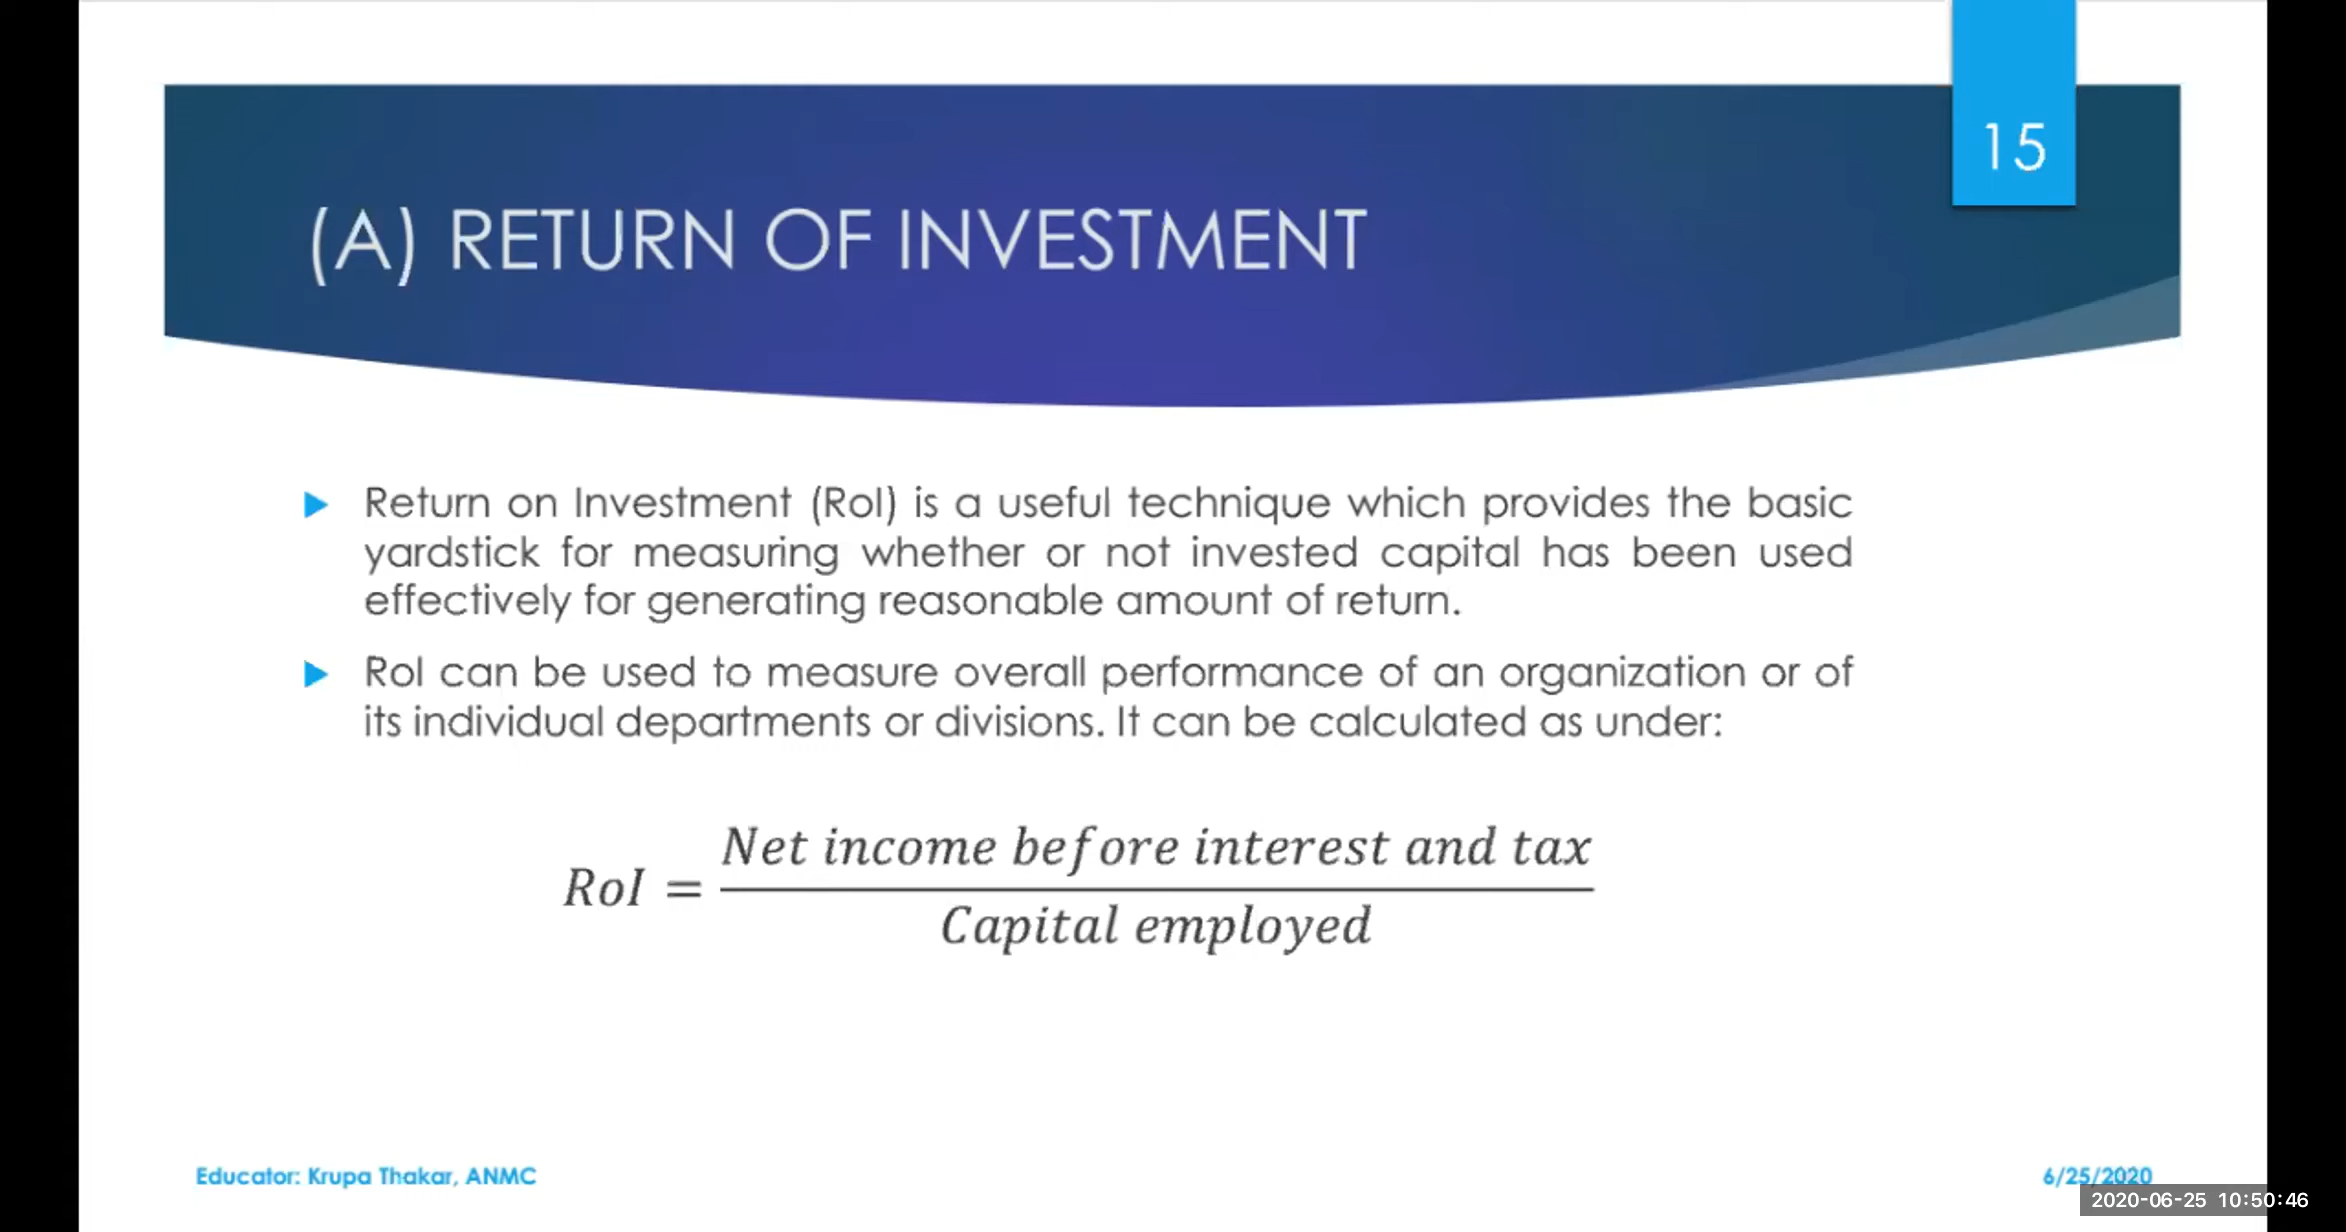 15
(A) RETURN OF INVESTMENT
Return on Investment (RoI) is a useful technique which provides the basic
yardstick for measuring whether or not invested capital has been used
effectively for generating reasonable amount of return.
RoI can be used to measure overall performance of an organization or of
its individual departments or divisions. It can be calculated as under:
RoI = Net income before interest and tax
Capital employed
Educator: Krupa Thakar, ANMC
6/25/2020
2020-06-25 10:50:46